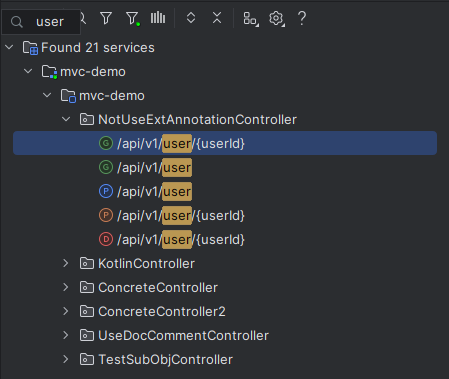 user
Found 21 services
mvc-demo
mvc-demo
NotUseExtAnnotationController
G /api/v1/user/{userId}
G /api/v1/user
P /api/v1/user
P /api/v1/user/{userId}
D /api/v1/user/{userId}
KotlinController
ConcreteController
ConcreteController2
UseDocCommentController
TestSubObjController